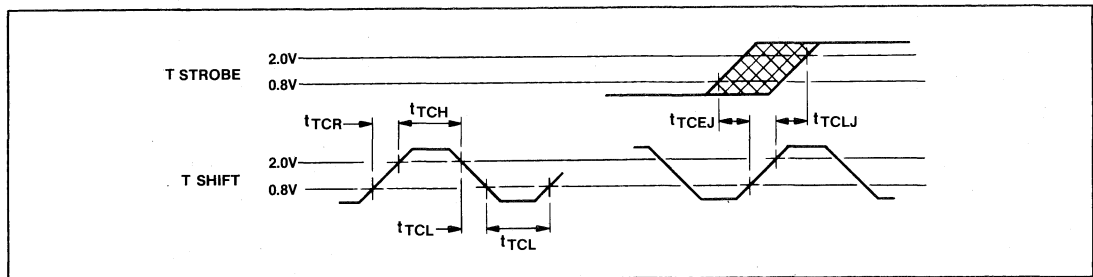 T STROBE
2.0V
0.8V
tTCR
tTCH
tTCEJ
tTCLJ
T SHIFT
2.0V
0.8V
tTCL
tTCL